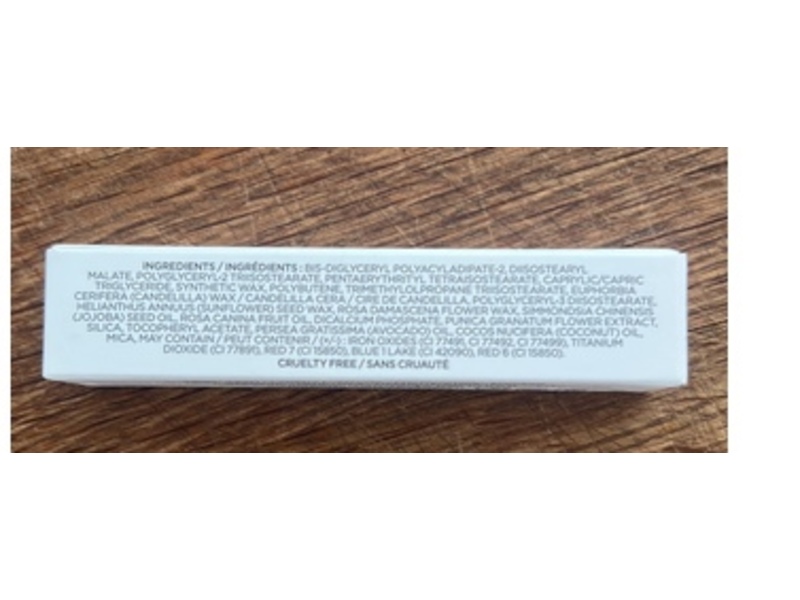 INGREDIENTS / INGRÉDIENTS : BIS-DIGLYCERYL POLYACYLADIPATE-2, DIISOSTEARYL
MALATE, POLYGLYCERYL-2 TRIISOSTEARATE, PENTAERYTHRITYL TETRAISOSTEARATE, CAPRYLIC/CAPRIC
TRIGLYCERIDE, SYNTHETIC WAX, POLYBUTENE, TRIMETHYLOLPROPANE TRIISOSTEARATE, EUPHORBIA
CERIFERA (CANDELILLA) WAX / CANDELILLA CERA / CIRE DE CANDELILLA, POLYGLYCERYL-3 DIISOSTEARATE,
HELIANTHUS ANNUUS (SUNFLOWER) SEED WAX, ROSA DAMASCENA FLOWER WAX, SIMMONDSIA CHINENSIS
(JOJOBA) SEED OIL, ROSA CANINA FRUIT OIL, DICALCIUM PHOSPHATE, PUNICA GRANATUM FLOWER EXTRACT,
SILICA, TOCOPHERYL ACETATE, PERSEA GRATISSIMA (AVOCADO) OIL, COCOS NUCIFERA (COCONUT) OIL,
MICA, MAY CONTAIN / PEUT CONTENIR / (+/-) : IRON OXIDES (CI 77491, CI 77492, CI 77499), TITANIUM
DIOXIDE (CI 77891), RED 7 (CI 15850), BLUE 1 LAKE (CI 42090), RED 6 (CI 15850).
CRUELTY FREE / SANS CRUAUTÉ